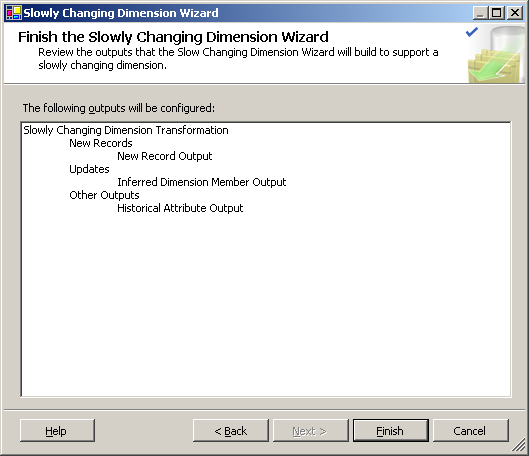 Slowly Changing Dimension Wizard
Finish the Slowly Changing Dimension Wizard
Review the outputs that the Slow Changing Dimension Wizard will build to support a
slowly changing dimension.
The following outputs will be configured:
Slowly Changing Dimension Transformation
New Records
New Record Output
Updates
Inferred Dimension Member Output
Other Outputs
Historical Attribute Output
Help
< Back
Next >
Finish
Cancel